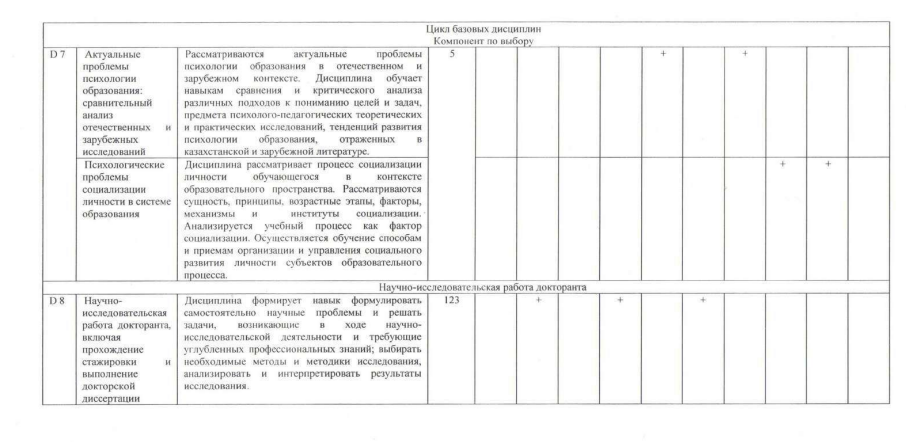 Цикл базовых дисциплин
Компонент по выбору
D 7
Актуальные
проблемы
психологии
образования:
сравнительный
анализ
отечественных и
зарубежных
исследований
Рассматриваются актуальные проблемы
психологии образования в отечественном и
зарубежном контексте. Дисциплина обучает
навыкам сравнения и критического анализа
различных подходов к пониманию целей и задач,
предмета психолого-педагогических теоретических
и практических исследований, тенденций развития
психологии образования, отраженных в
казахстанской и зарубежной литературе.
5
+
+
Психологические
проблемы
социализации
личности в системе
образования
Дисциплина рассматривает процесс социализации
личности обучающегося в контексте
образовательного пространства. Рассматриваются
сущность, принципы, возрастные этапы, факторы,
механизмы и институты социализации.
Анализируется учебный процесс как фактор
социализации. Осуществляется обучение способам
и приемам организации и управления социального
развития личности субъектов образовательного
процесса.
+
+
Научно-исследовательская работа докторанта
D 8
Научно-
исследовательская
работа докторанта,
включая
прохождение
стажировки и
выполнение
докторской
диссертации
Дисциплина формирует навык формулировать
самостоятельно научные проблемы и решать
задачи, возникающие в ходе научно-
исследовательской деятельности и требующие
углубленных профессиональных знаний; выбирать
необходимые методы и методики исследования,
анализировать и интерпретировать результаты
исследования.
123
+
+
+